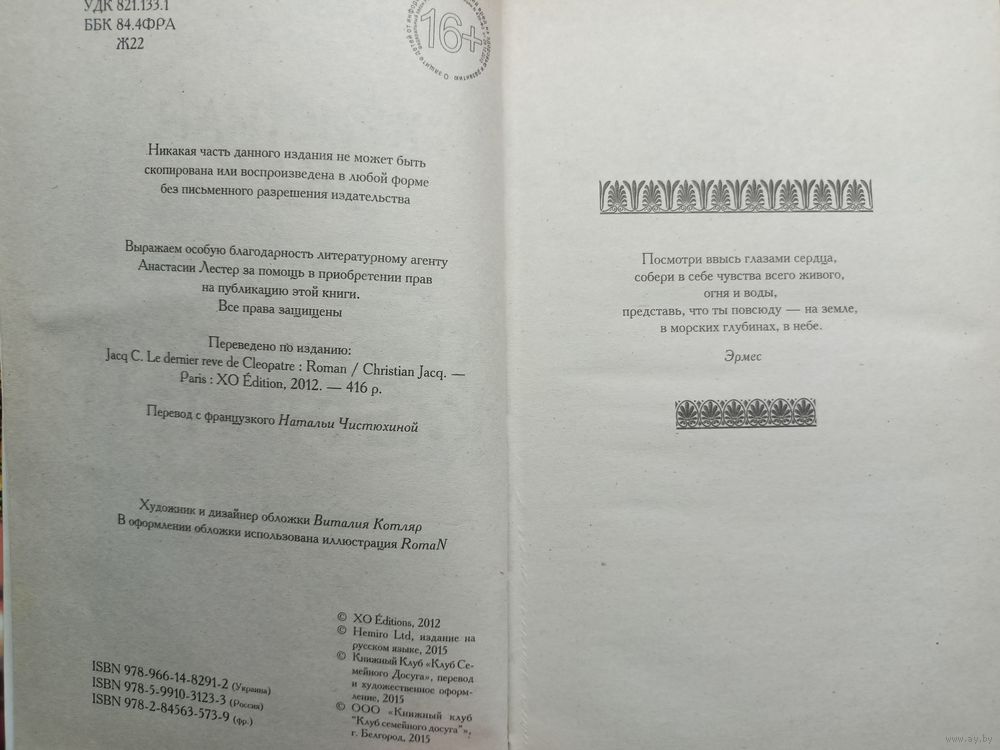 УДК 821.133.1
ББК 84.4ФРА
Ж22
16+
Никакая часть данного издания не может быть
скопирована или воспроизведена в любой форме
без письменного разрешения издательства
Выражаем особую благодарность литературному агенту
Анастасии Лестер за помощь в приобретении прав
на публикацию этой книги.
Все права защищены
Переведено по изданию:
Jacq C. Le dernier reve de Cleopatre : Roman / Christian Jacq. —
Paris : XO Édition, 2012. — 416 p.
Перевод с французкого Натальи Чистюхиной
Художник и дизайнер обложки Виталия Котляр
В оформлении обложки использована иллюстрация RomaN
© XO Éditions, 2012
© Hemiro Ltd, издание на
русском языке, 2015
© Книжный Клуб «Клуб Се-
мейного Досуга», перевод
и художественное оформ-
ление, 2015
© ООО «Книжный клуб
"Клуб семейного досуга"»,
г. Белгород, 2015
ISBN 978-966-14-8291-2 (Украина)
ISBN 978-5-9910-3123-3 (Россия)
ISBN 978-2-84563-573-9 (фр.)
Посмотри ввысь глазами сердца,
собери в себе чувства всего живого,
огня и воды,
представь, что ты повсюду — на земле,
в морских глубинах, в небе.
Эрмес
www.ay.by